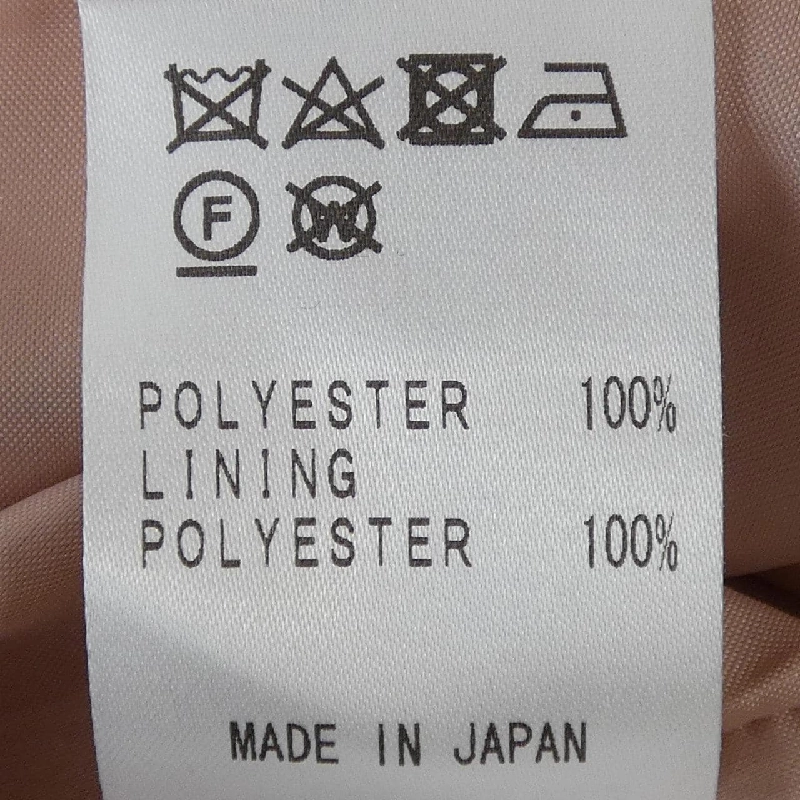 F W
POLYESTER 100%
LINING
POLYESTER 100%
MADE IN JAPAN